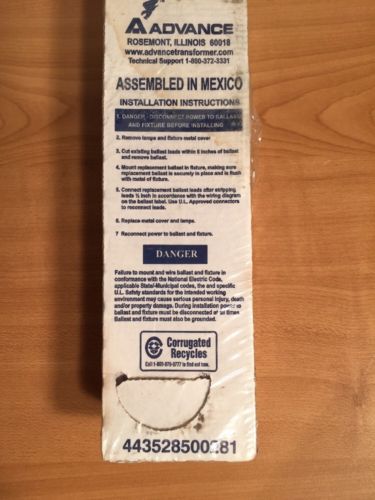 ADVANCE
ROSEMONT, ILLINOIS 60018
www.advancetransformer.com
Technical Support 1-800-372-3331
ASSEMBLED IN MEXICO
INSTALLATION INSTRUCTIONS
1. DANGER - DISCONNECT POWER TO BALLAST
AND FIXTURE BEFORE INSTALLING
2. Remove lamps and fixture metal cover
3. Cut existing ballast leads within 5 inches of ballast
and remove ballast.
4. Mount replacement ballast in fixture, making sure
replacement ballast is securely in place and is flush
with metal of fixture.
5. Connect replacement ballast leads after stripping
leads ½ inch in accordance with the wiring diagram
on the ballast label. Use U.L. Approved connectors
to reconnect leads.
6. Replace metal cover and lamps.
7 Reconnect power to ballast and fixture.
DANGER
Failure to mount and wire ballast and fixture in
conformance with the National Electric Code,
applicable State/Municipal codes, and the specific
U.L. Safety standards for the intended working
environment may cause serious personal injury, death
and/or property damage. During installation power to
ballast and fixture must be disconnected at all times
Ballast and fixture must also be grounded.
Corrugated
Recycles
Call to find out how.
443528500281